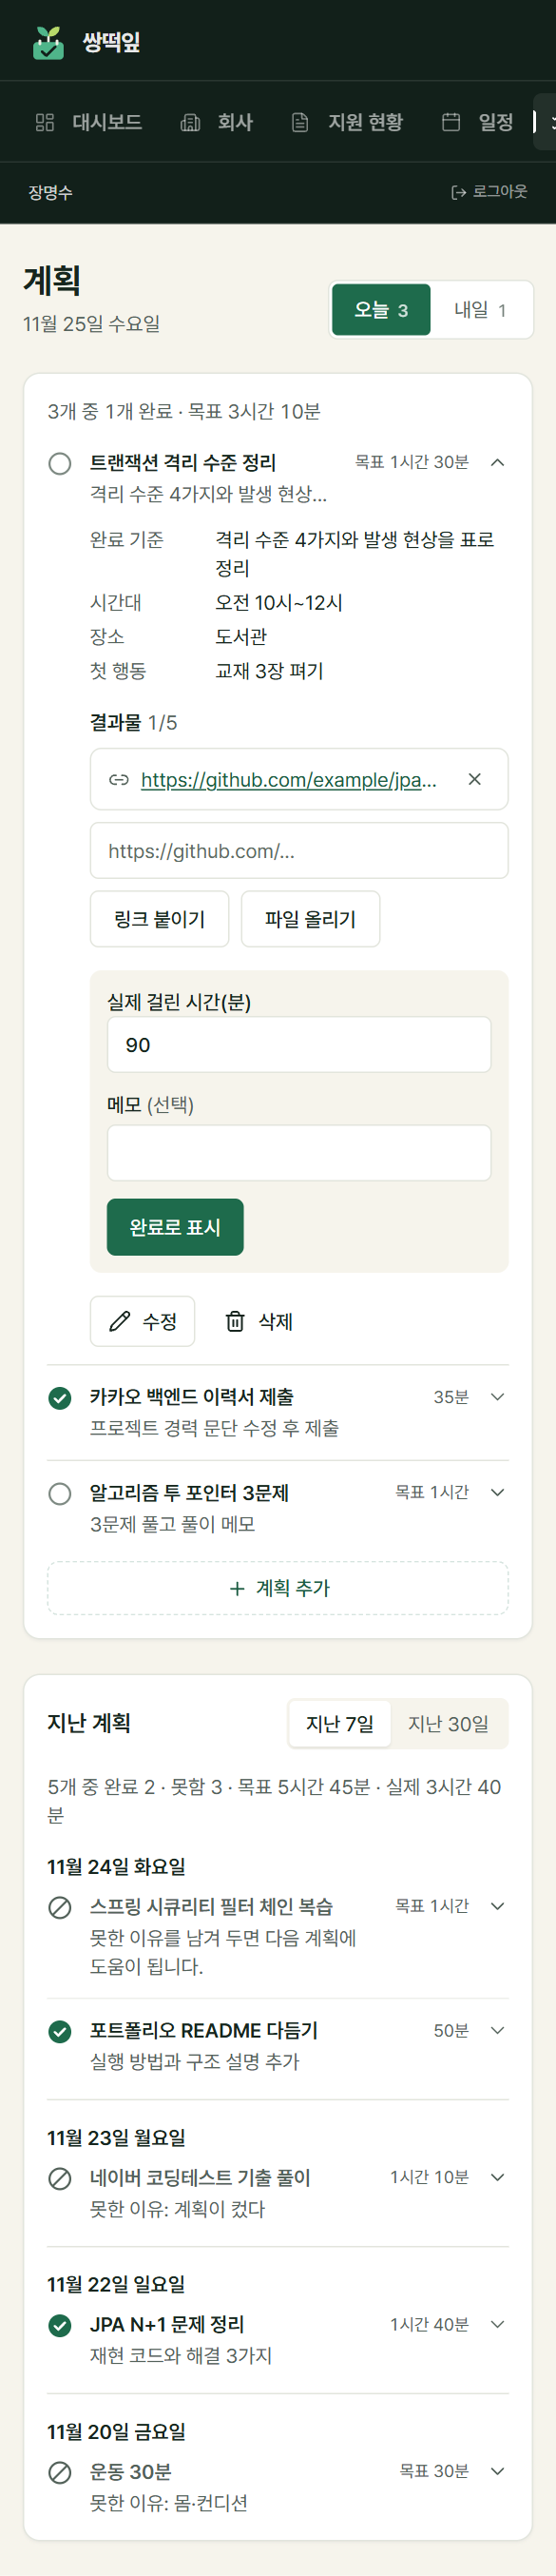 쌍떡잎
대시보드 회사 지원 현황 일정
장명수 로그아웃
계획
11월 25일 수요일
오늘 3 내일 1
3개 중 1개 완료 · 목표 3시간 10분
트랜잭션 격리 수준 정리 목표 1시간 30분
격리 수준 4가지와 발생 현상...
완료 기준 격리 수준 4가지와 발생 현상을 표로
정리
시간대 오전 10시~12시
장소 도서관
첫 행동 교재 3장 펴기
결과물 1/5
https://github.com/example/jpa...
https://github.com/...
링크 붙이기 파일 올리기
실제 걸린 시간(분)
90
메모 (선택)
완료로 표시
수정 삭제
카카오 백엔드 이력서 제출 35분
프로젝트 경력 문단 수정 후 제출
알고리즘 투 포인터 3문제 목표 1시간
3문제 풀고 풀이 메모
+ 계획 추가
지난 계획 지난 7일 지난 30일
5개 중 완료 2 · 못함 3 · 목표 5시간 45분 · 실제 3시간 40
분
11월 24일 화요일
스프링 시큐리티 필터 체인 복습 목표 1시간
못한 이유를 남겨 두면 다음 계획에
도움이 됩니다.
포트폴리오 README 다듬기 50분
실행 방법과 구조 설명 추가
11월 23일 월요일
네이버 코딩테스트 기출 풀이 1시간 10분
못한 이유: 계획이 컸다
11월 22일 일요일
JPA N+1 문제 정리 1시간 40분
재현 코드와 해결 3가지
11월 20일 금요일
운동 30분 목표 30분
못한 이유: 몸·컨디션